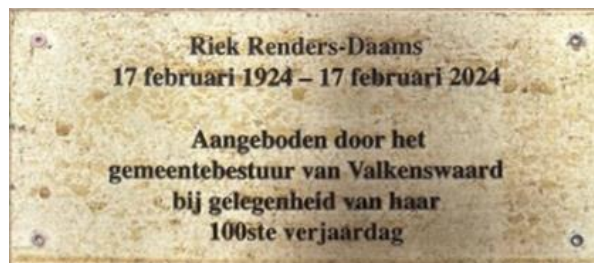 Riek Renders-Daams
17 februari 1924 – 17 februari 2024
Aangeboden door het
gemeentebestuur van Valkenswaard
bij gelegenheid van haar
100ste verjaardag